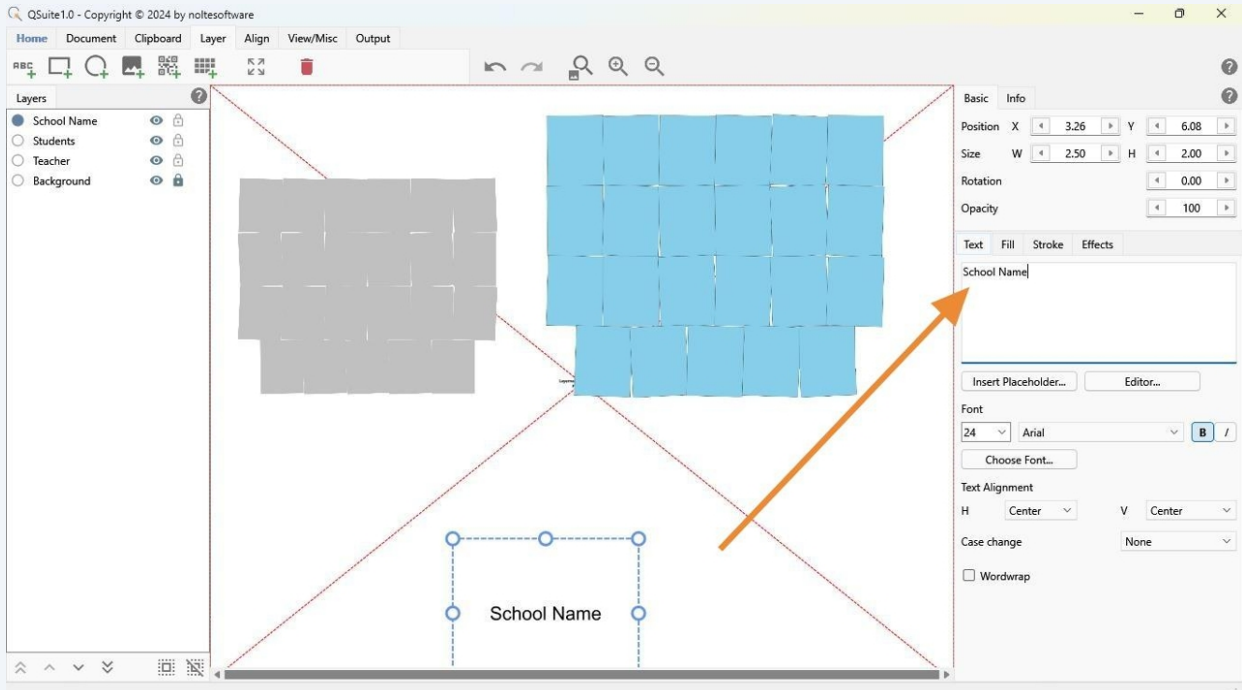 QSuite1.0 - Copyright © 2024 by noltesoftware
Home Document Clipboard Layer Align View/Misc Output
ABC
Layers
School Name
Students
Teacher
Background
School Name
Basic Info
Position X 3.26 Y 6.08
Size W 2.50 H 2.00
Rotation 0.00
Opacity 100
Text Fill Stroke Effects
School Name
Insert Placeholder... Editor...
Font
24 Arial B I
Choose Font...
Text Alignment
H Center V Center
Case change None
Wordwrap